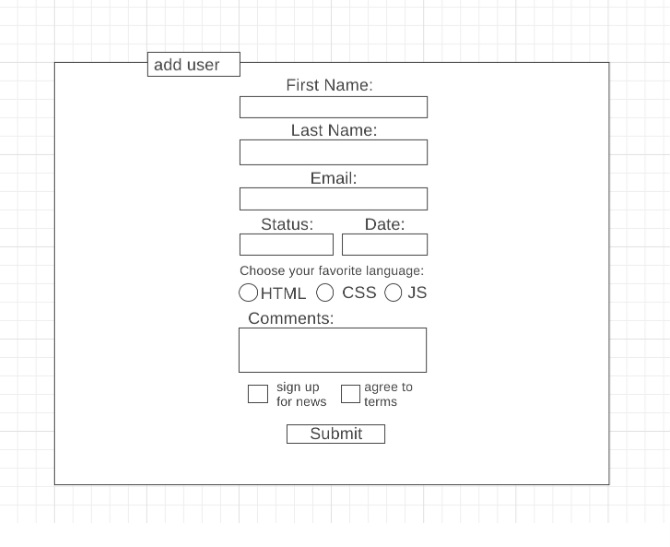 add user
First Name:
Last Name:
Email:
Status: Date:
Choose your favorite language:
HTML CSS JS
Comments:
sign up agree to
for news terms
Submit